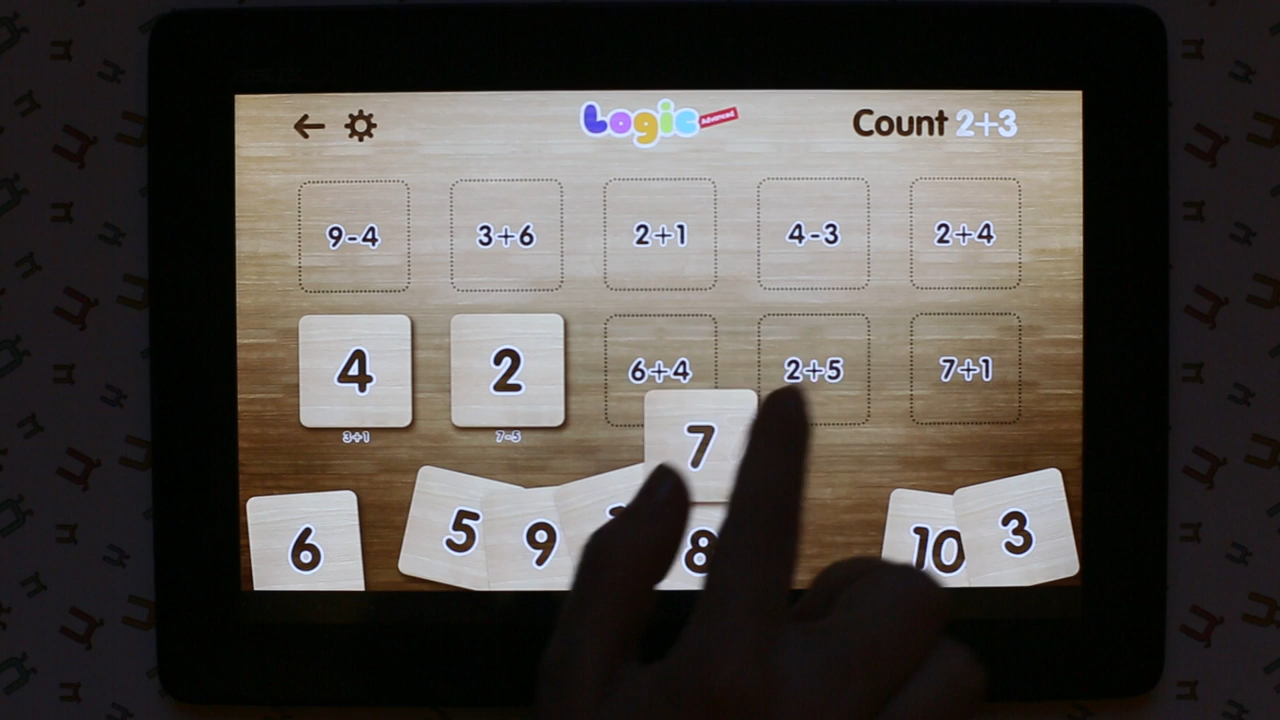 Logic Advanced
Count 2+3
9-4 3+6 2+1 4-3 2+4
4 2 6+4 2+5 7+1
3+1 7-5
7
6 5 9 8 10 3